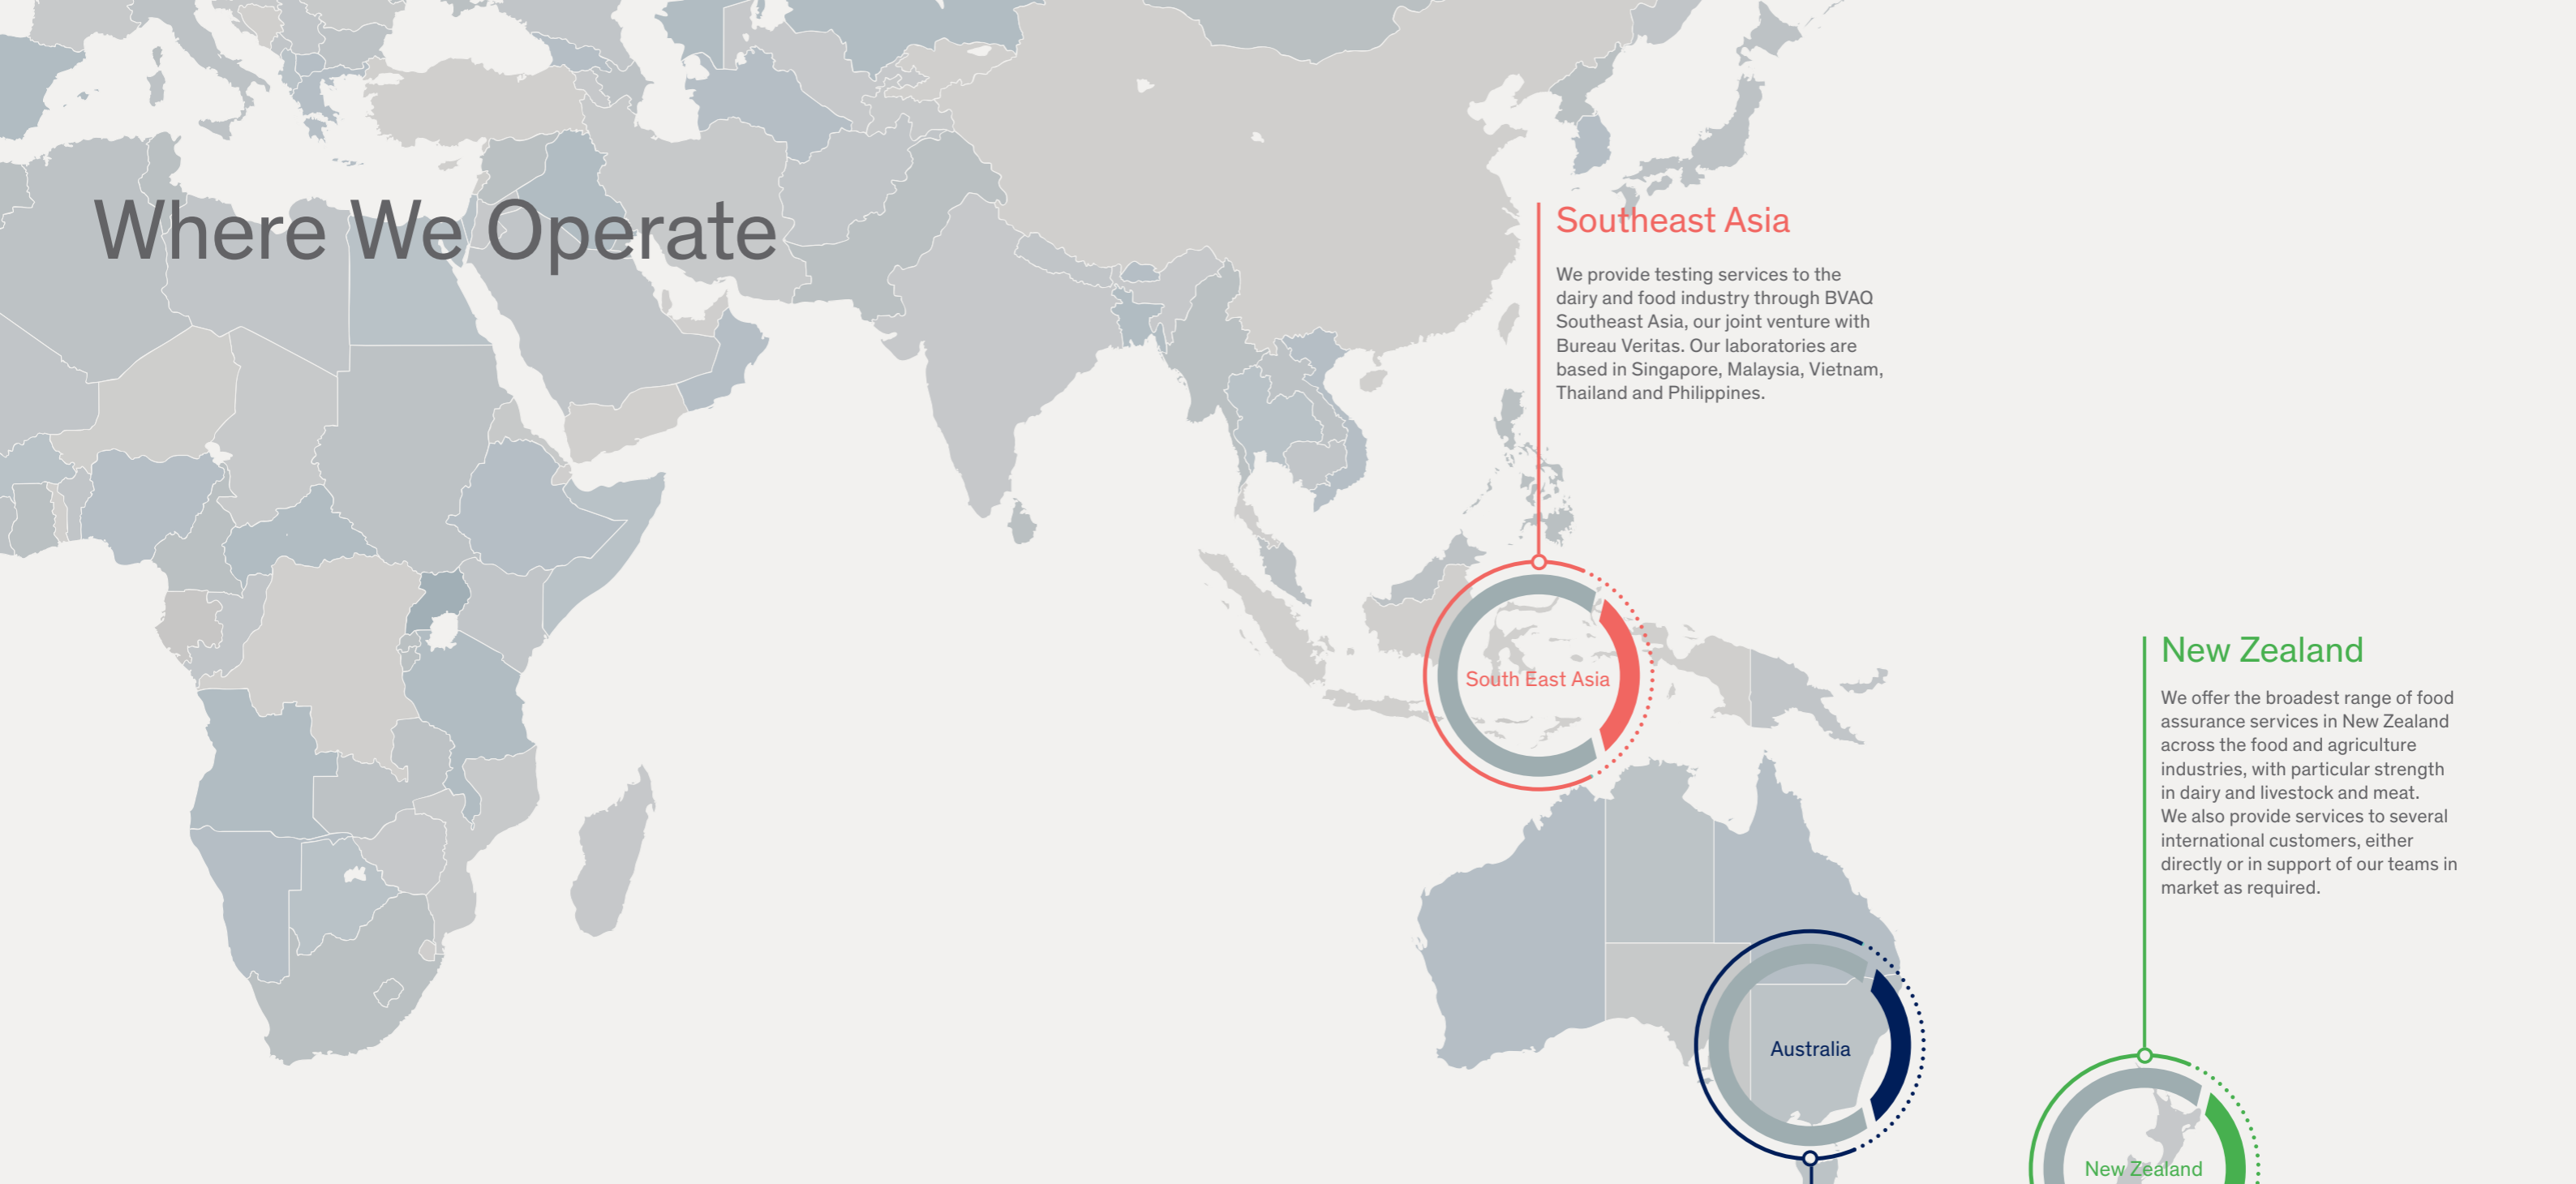 Where We Operate
Southeast Asia
We provide testing services to the
dairy and food industry through BVAQ
Southeast Asia, our joint venture with
Bureau Veritas. Our laboratories are
based in Singapore, Malaysia, Vietnam,
Thailand and Philippines.
South East Asia
New Zealand
We offer the broadest range of food
assurance services in New Zealand
across the food and agriculture
industries, with particular strength
in dairy and livestock and meat.
We also provide services to several
international customers, either
directly or in support of our teams in
market as required.
Australia
New Zealand